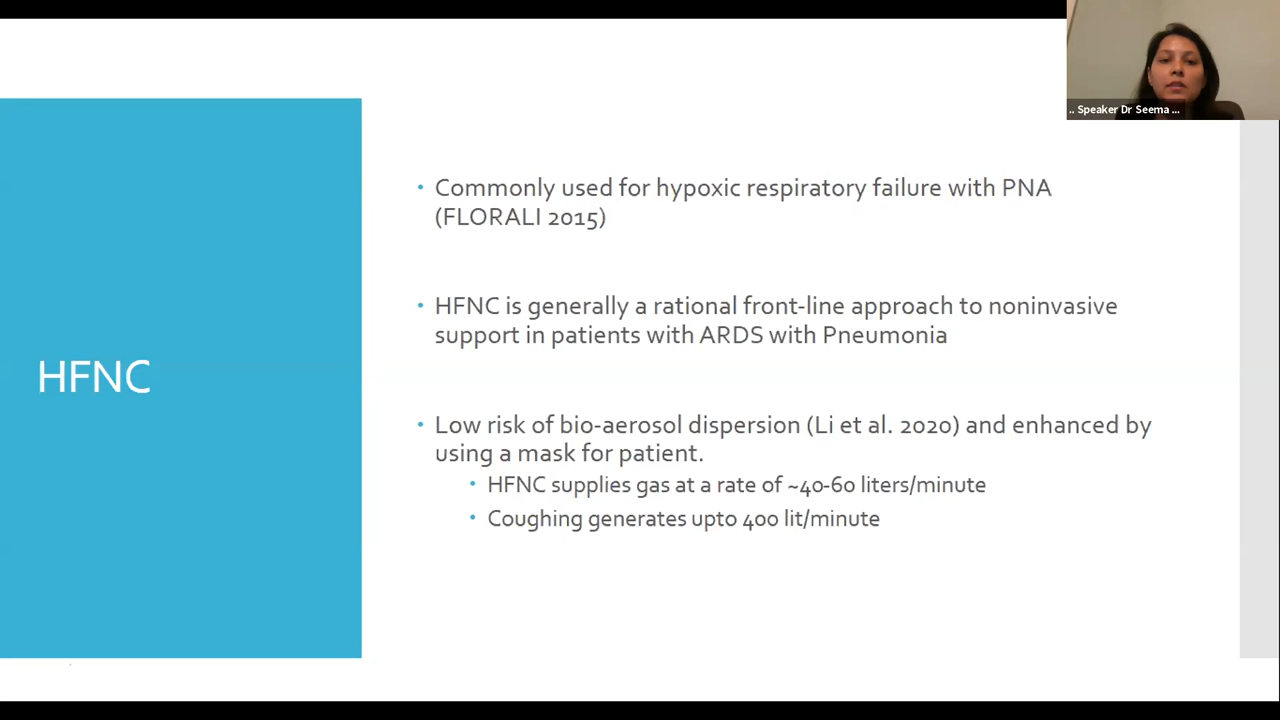 .. Speaker Dr Seema ...
HFNC
• Commonly used for hypoxic respiratory failure with PNA
(FLORALI 2015)
• HFNC is generally a rational front-line approach to noninvasive
support in patients with ARDS with Pneumonia
• Low risk of bio-aerosol dispersion (Li et al. 2020) and enhanced by
using a mask for patient.
• HFNC supplies gas at a rate of ~40-60 liters/minute
• Coughing generates upto 400 lit/minute